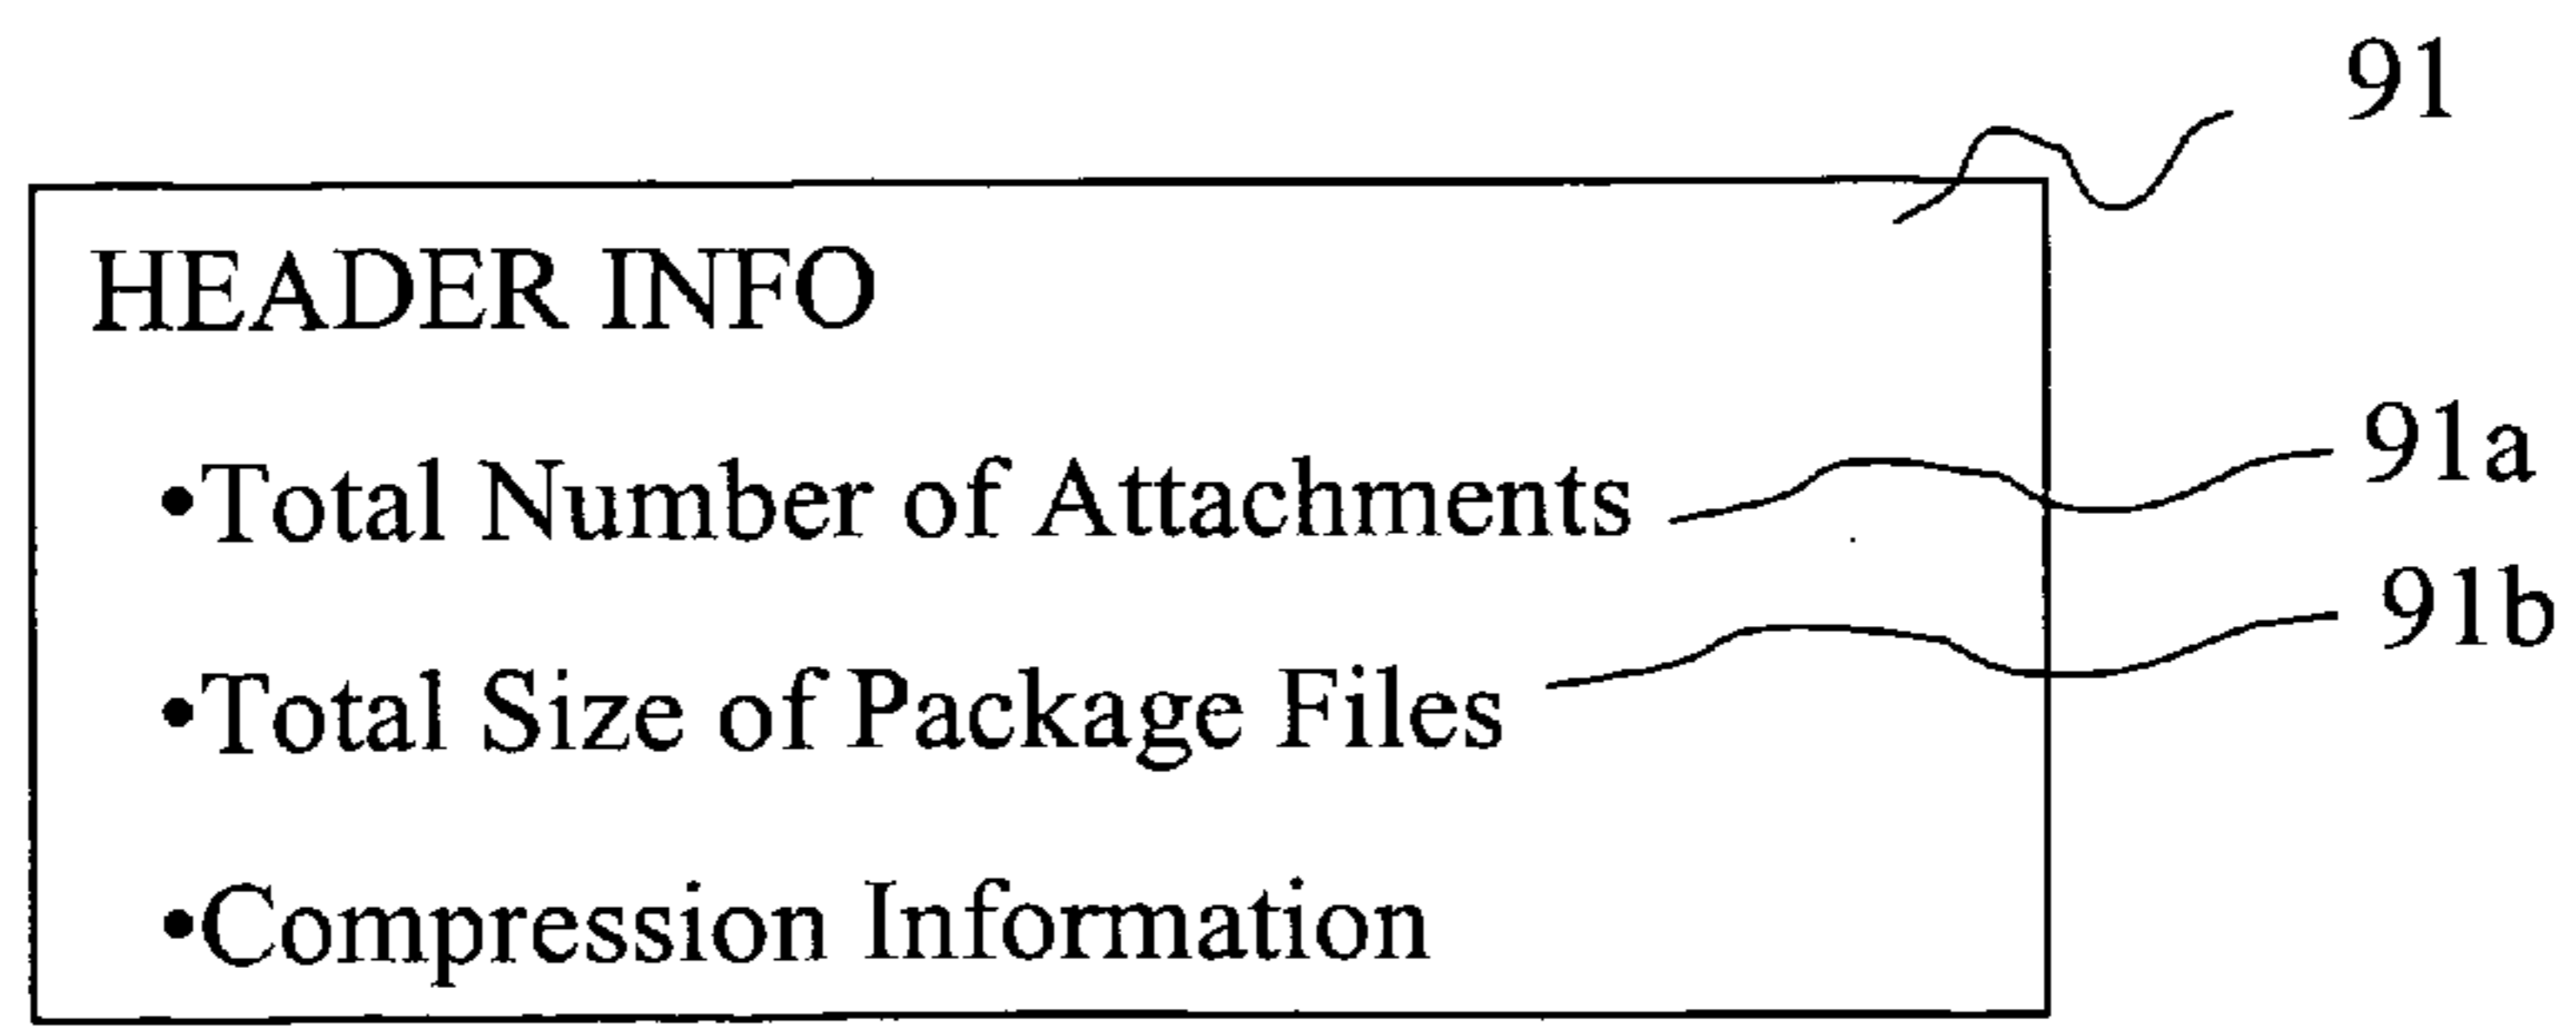 91
HEADER INFO
•Total Number of Attachments 91a
•Total Size of Package Files 91b
•Compression Information